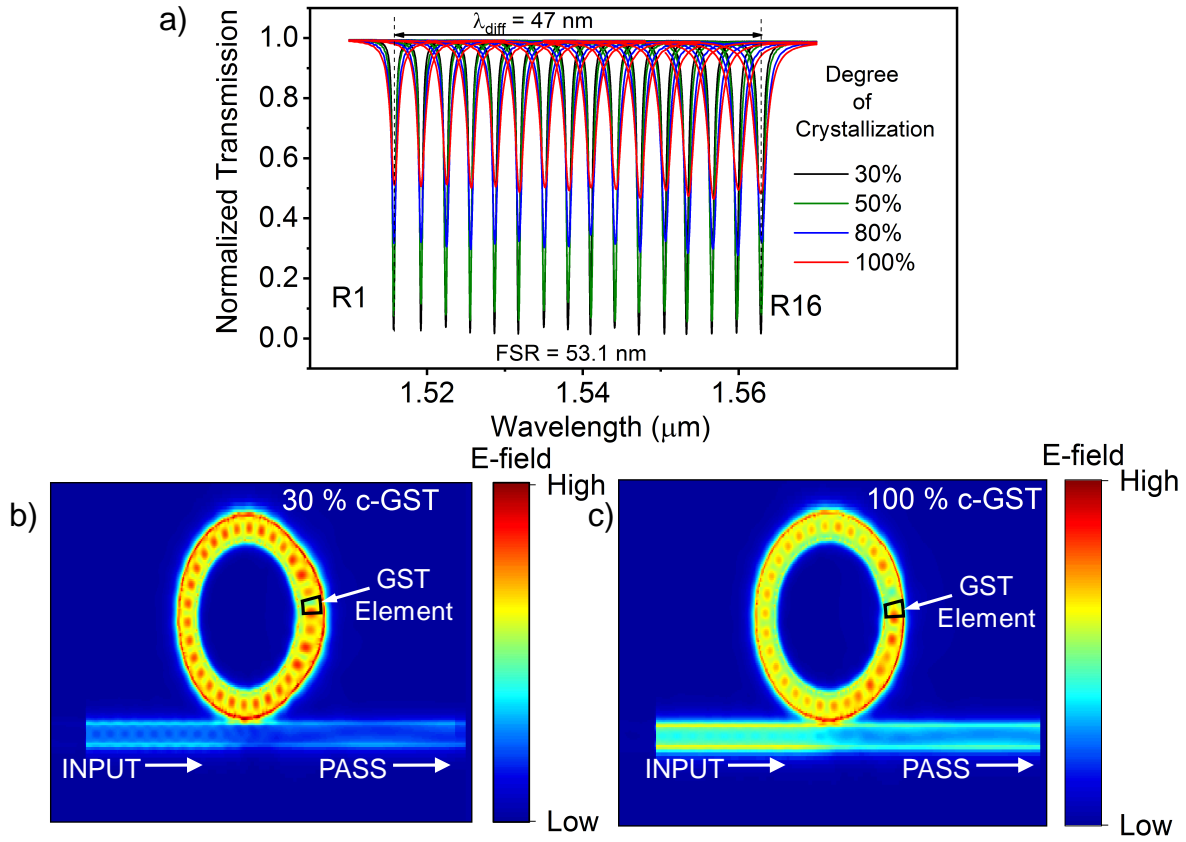 a)
λdiff = 47 nm
Normalized Transmission
1.0
0.8
0.6
0.4
0.2
0.0
Degree
of
Crystallization
30%
50%
80%
100%
R1
R16
FSR = 53.1 nm
1.52
1.54
1.56
Wavelength (μm)
b)
30 % c-GST
GST
Element
INPUT
PASS
E-field
High
Low
c)
100 % c-GST
GST
Element
INPUT
PASS
E-field
High
Low